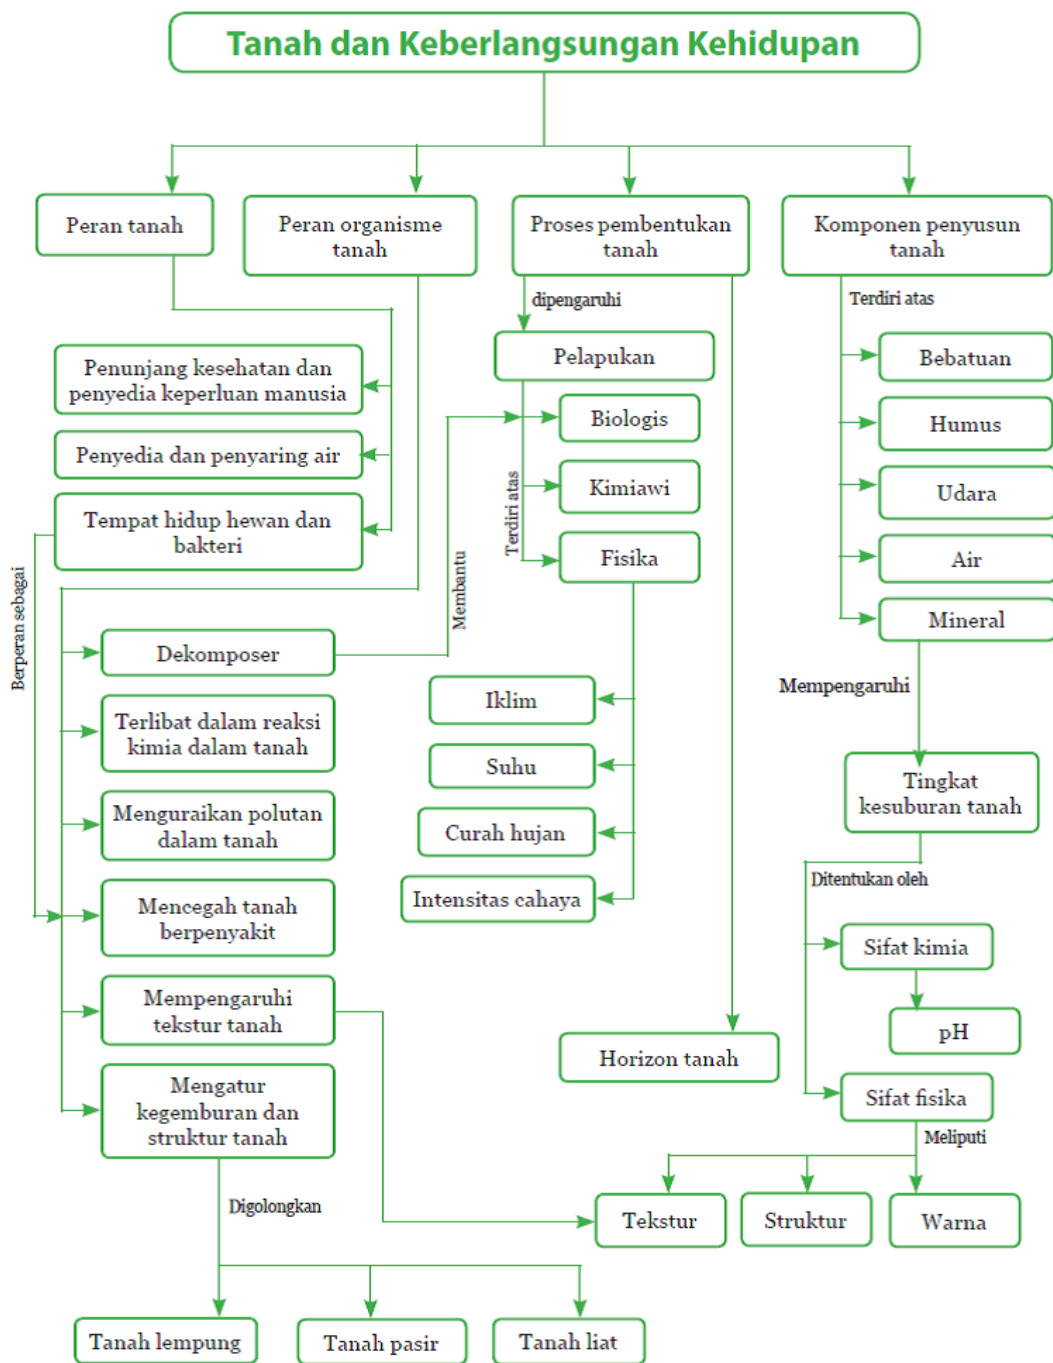 Tanah dan Keberlangsungan Kehidupan
Peran tanah
Peran organisme
tanah
Proses pembentukan
tanah
Komponen penyusun
tanah
dipengaruhi
Terdiri atas
Penunjang kesehatan dan
penyedia keperluan manusia
Penyedia dan penyaring air
Tempat hidup hewan dan
bakteri
Berperan sebagai
Dekomposer
Terlibat dalam reaksi
kimia dalam tanah
Menguraikan polutan
dalam tanah
Mencegah tanah
berpenyakit
Mempengaruhi
tekstur tanah
Mengatur
kegemburan dan
struktur tanah
Digolongkan
Tanah lempung
Tanah pasir
Tanah liat
Membantu
Pelapukan
Terdiri atas
Biologis
Kimiawi
Fisika
Iklim
Suhu
Curah hujan
Intensitas cahaya
Horizon tanah
Bebatuan
Humus
Udara
Air
Mineral
Mempengaruhi
Tingkat
kesuburan tanah
Ditentukan oleh
Sifat kimia
pH
Sifat fisika
Meliputi
Tekstur
Struktur
Warna